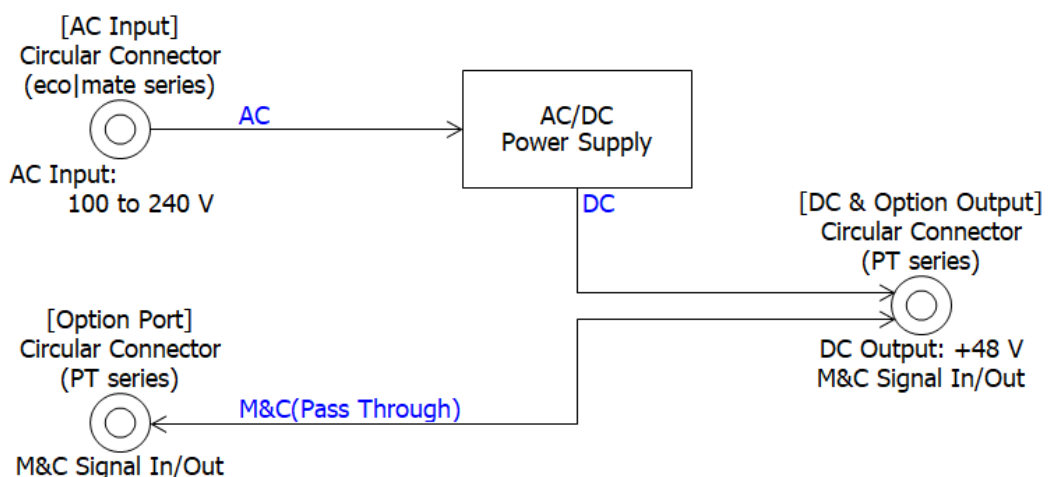 [AC Input]
Circular Connector
(eco|mate series)
AC
AC Input:
100 to 240 V
AC/DC
Power Supply
DC
[DC & Option Output]
Circular Connector
(PT series)
DC Output: +48 V
M&C Signal In/Out
[Option Port]
Circular Connector
(PT series)
M&C(Pass Through)
M&C Signal In/Out